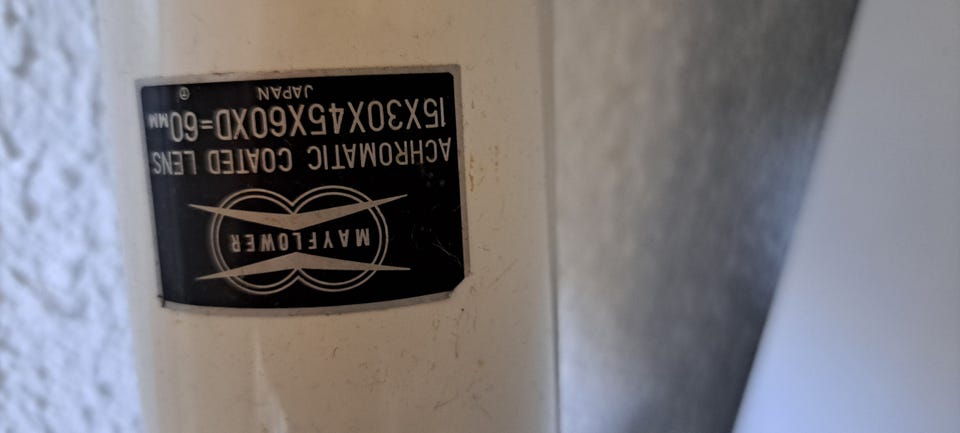 MAYFLOWER
ACHROMATIC COATED LENS
15X30X45X60XD=60MM
JAPAN Ⓣ